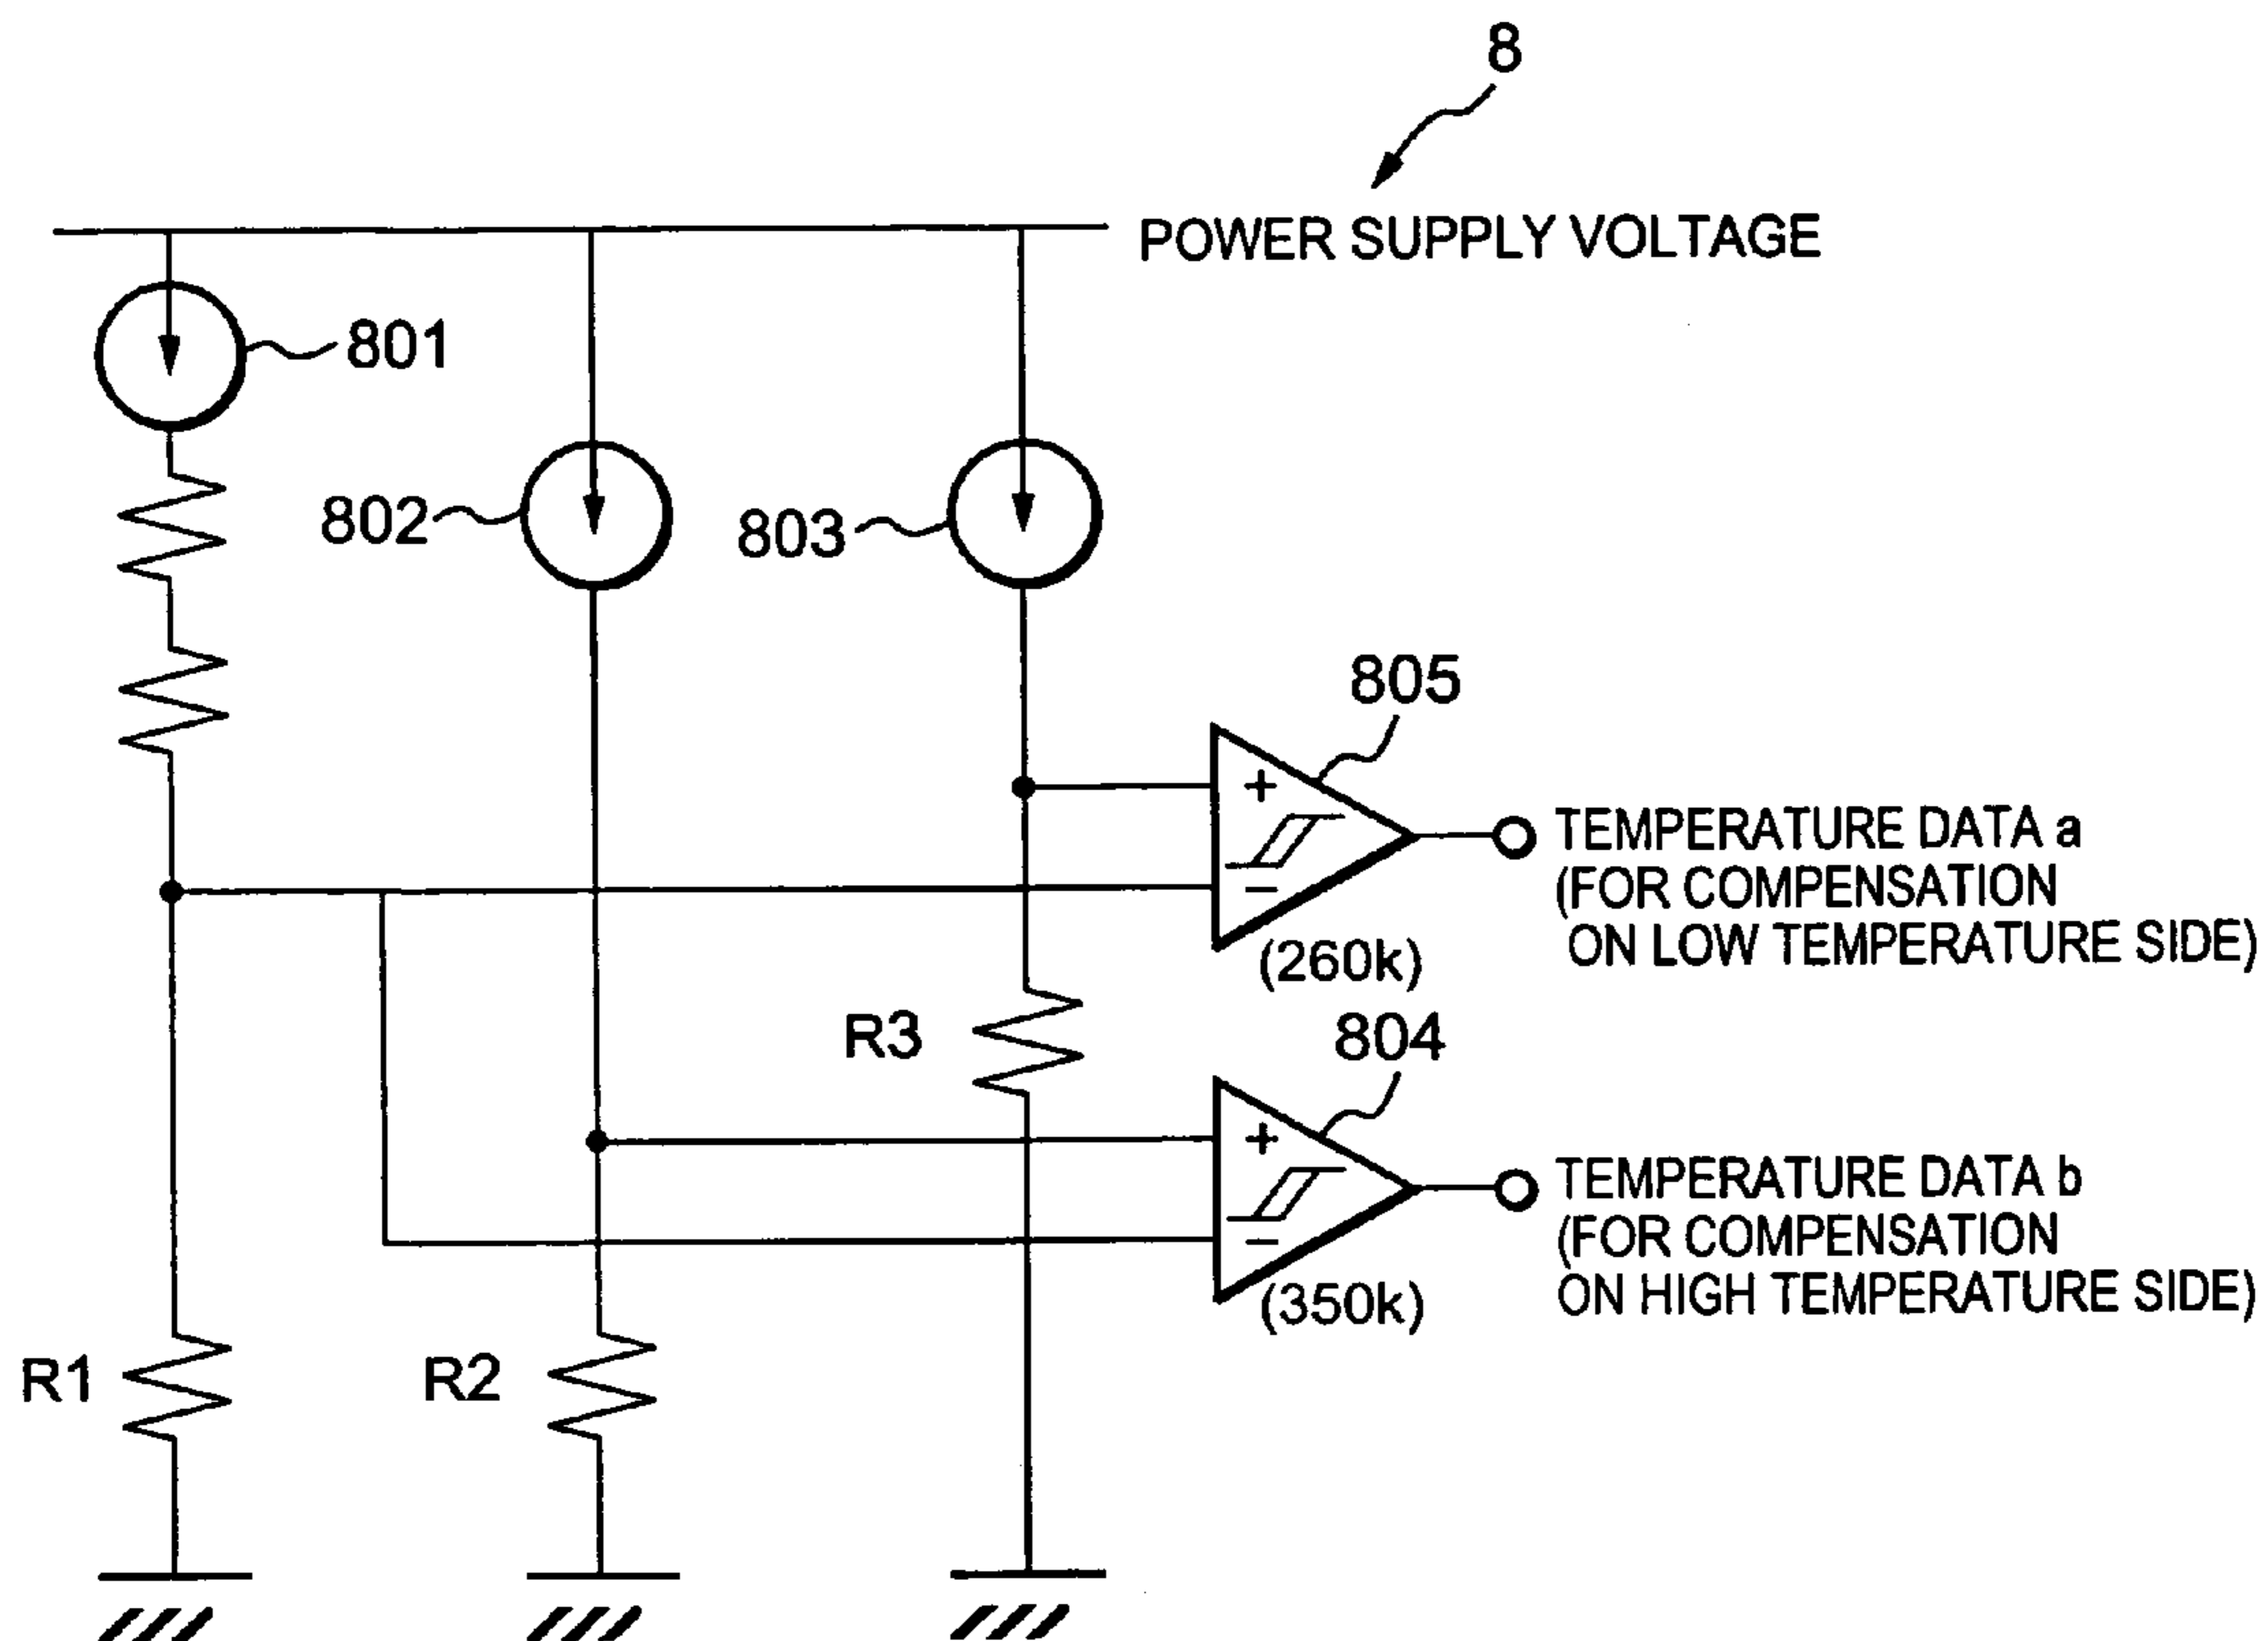 8
POWER SUPPLY VOLTAGE
801
802
803
805
+
−
TEMPERATURE DATA a
(FOR COMPENSATION
ON LOW TEMPERATURE SIDE)
(260k)
R3
804
+
−
TEMPERATURE DATA b
(FOR COMPENSATION
ON HIGH TEMPERATURE SIDE)
(350k)
R1
R2